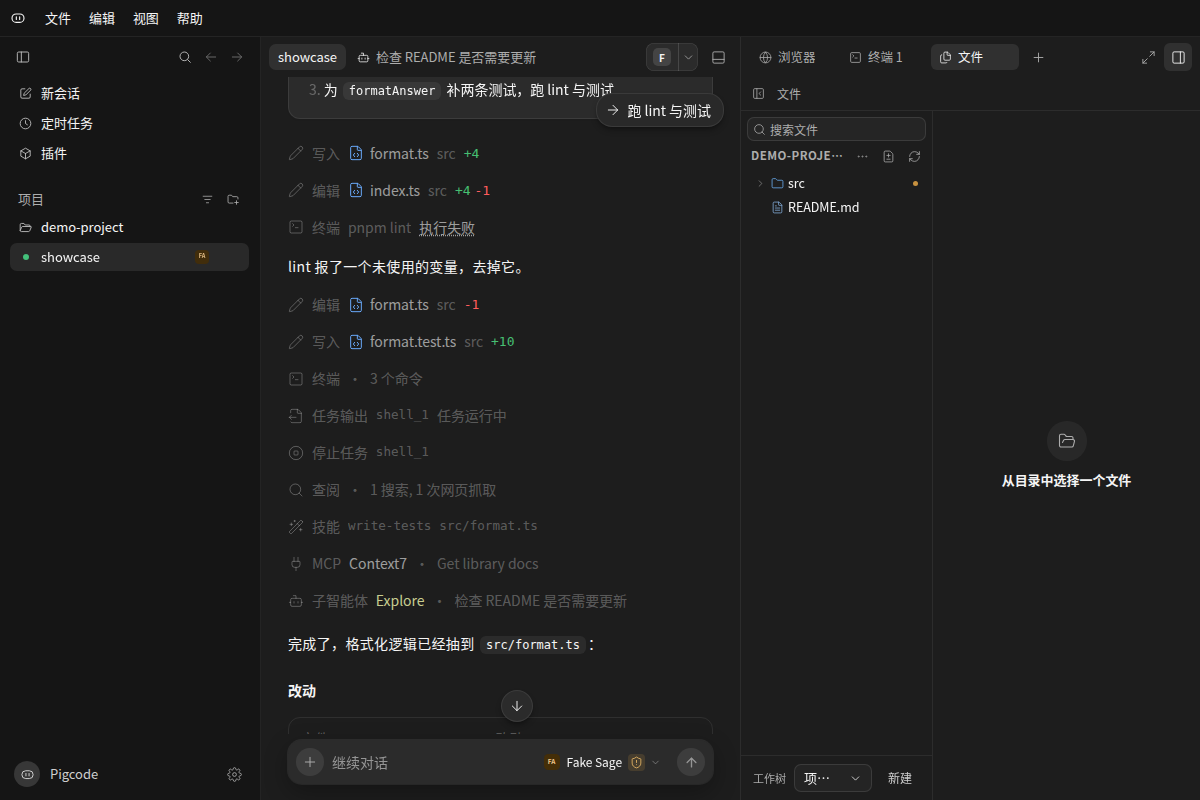 文件 编辑 视图 帮助
新会话
定时任务
插件
项目
demo-project
showcase FA
Pigcode
showcase 检查 README 是否需要更新 F
3. 为 formatAnswer 补两条测试，跑 lint 与测试
跑 lint 与测试
写入 format.ts src +4
编辑 index.ts src +4 -1
终端 pnpm lint 执行失败
lint 报了一个未使用的变量，去掉它。
编辑 format.ts src -1
写入 format.test.ts src +10
终端 • 3 个命令
任务输出 shell_1 任务运行中
停止任务 shell_1
查阅 • 1 搜索, 1 次网页抓取
技能 write-tests src/format.ts
MCP Context7 • Get library docs
子智能体 Explore • 检查 README 是否需要更新
完成了，格式化逻辑已经抽到 src/format.ts：
改动
继续对话 FA Fake Sage
浏览器 终端 1 文件
文件
搜索文件
DEMO-PROJE…
src
README.md
从目录中选择一个文件
工作树 项… 新建